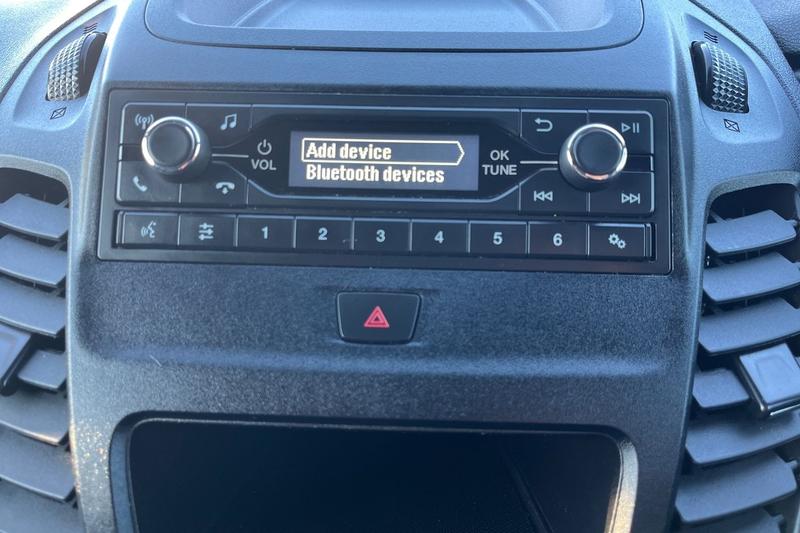 Add device
Bluetooth devices
VOL
OK
TUNE
1 2 3 4 5 6